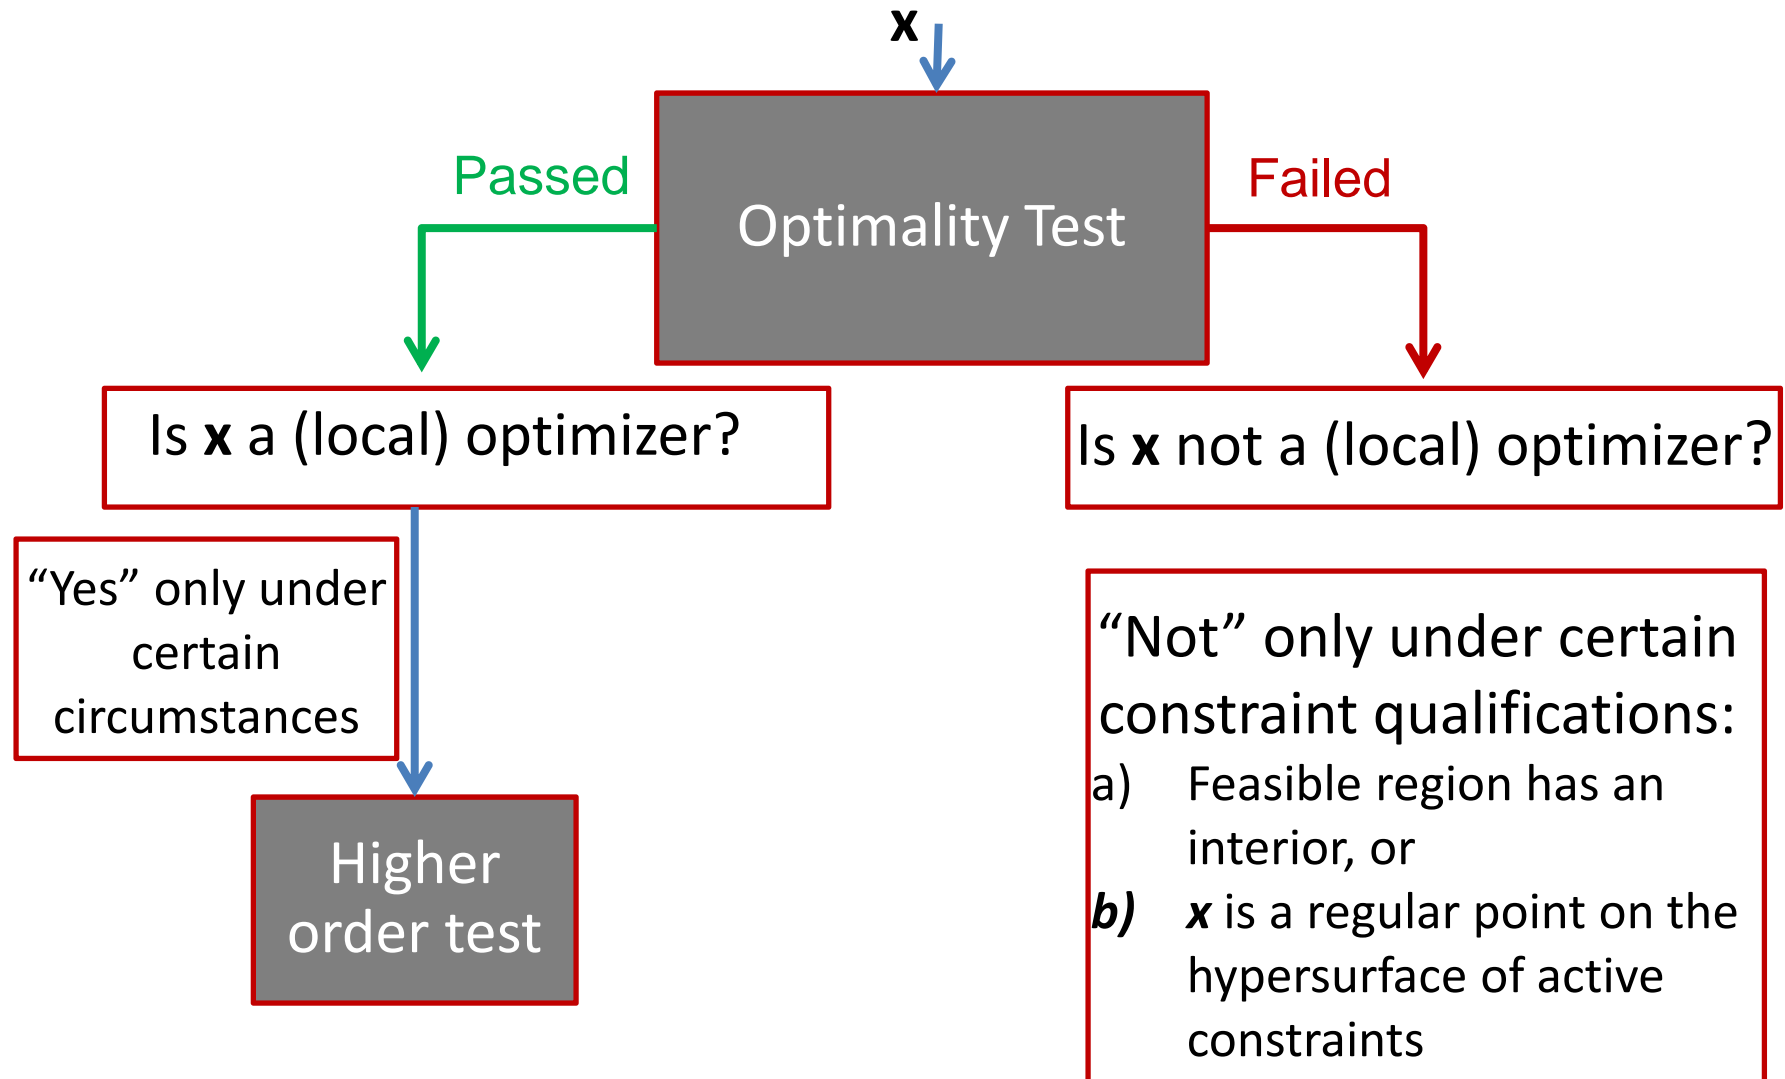 x
Passed
Failed
Optimality Test
Is x a (local) optimizer?
Is x not a (local) optimizer?
“Yes” only under
certain
circumstances
Higher
order test
“Not” only under certain
constraint qualifications:
a) Feasible region has an
interior, or
b) x is a regular point on the
hypersurface of active
constraints